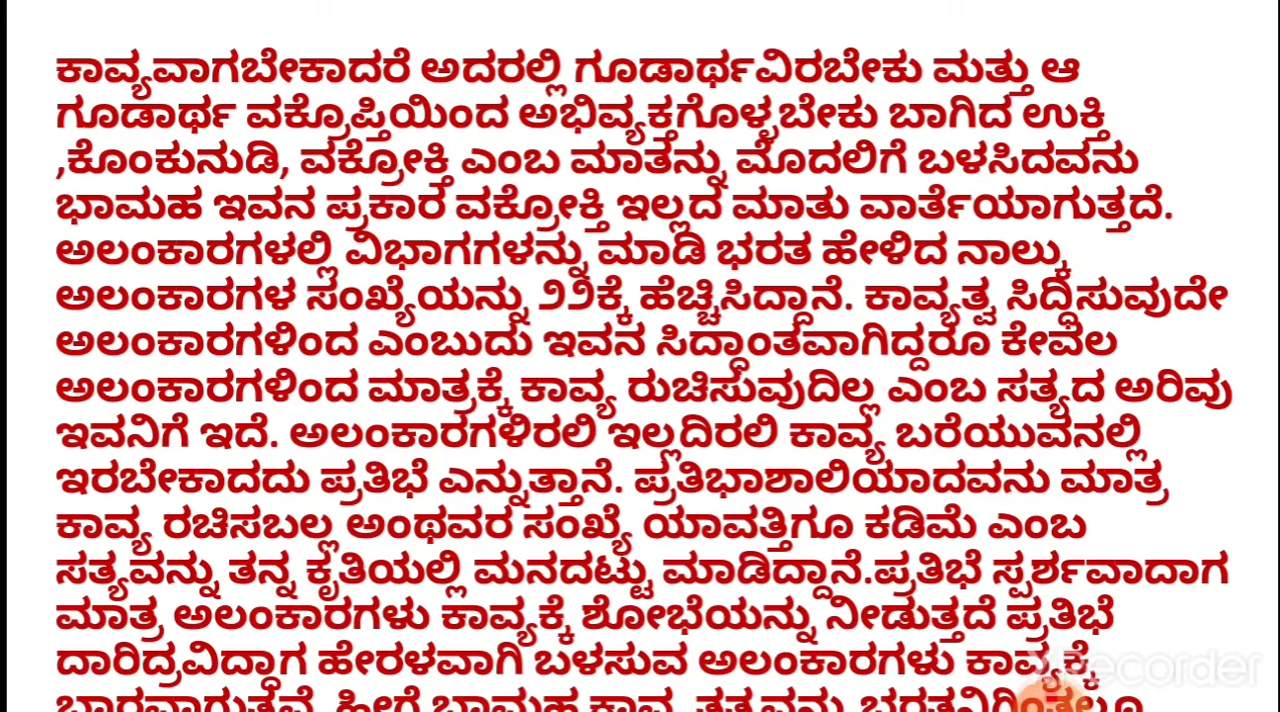 ಕಾವ್ಯವಾಗಬೇಕಾದರೆ ಅದರಲ್ಲಿ ಗೂಡಾರ್ಥವಿರಬೇಕು ಮತ್ತು ಆ
ಗೂಡಾರ್ಥ ವಕ್ರೊಪ್ತಿಯಿಂದ ಅಭಿವ್ಯಕ್ತಗೊಳ್ಳಬೇಕು ಬಾಗಿದ ಉಕ್ತಿ
,ಕೊಂಕುನುಡಿ, ವಕ್ರೋಕ್ತಿ ಎಂಬ ಮಾತನ್ನು ಮೊದಲಿಗೆ ಬಳಸಿದವನು
ಭಾಮಹ ಇವನ ಪ್ರಕಾರ ವಕ್ರೋಕ್ತಿ ಇಲ್ಲದ ಮಾತು ವಾರ್ತೆಯಾಗುತ್ತದೆ.
ಅಲಂಕಾರಗಳಲ್ಲಿ ವಿಭಾಗಗಳನ್ನು ಮಾಡಿ ಭರತ ಹೇಳಿದ ನಾಲ್ಕು
ಅಲಂಕಾರಗಳ ಸಂಖ್ಯೆಯನ್ನು ೨೨ಕ್ಕೆ ಹೆಚ್ಚಿಸಿದ್ದಾನೆ. ಕಾವ್ಯತ್ವ ಸಿದ್ಧಿಸುವುದೇ
ಅಲಂಕಾರಗಳಿಂದ ಎಂಬುದು ಇವನ ಸಿದ್ಧಾಂತವಾಗಿದ್ದರೂ ಕೇವಲ
ಅಲಂಕಾರಗಳಿಂದ ಮಾತ್ರಕ್ಕೆ ಕಾವ್ಯ ರುಚಿಸುವುದಿಲ್ಲ ಎಂಬ ಸತ್ಯದ ಅರಿವು
ಇವನಿಗೆ ಇದೆ. ಅಲಂಕಾರಗಳಿರಲಿ ಇಲ್ಲದಿರಲಿ ಕಾವ್ಯ ಬರೆಯುವನಲ್ಲಿ
ಇರಬೇಕಾದದು ಪ್ರತಿಭೆ ಎನ್ನುತ್ತಾನೆ. ಪ್ರತಿಭಾಶಾಲಿಯಾದವನು ಮಾತ್ರ
ಕಾವ್ಯ ರಚಿಸಬಲ್ಲ ಅಂಥವರ ಸಂಖ್ಯೆ ಯಾವತ್ತಿಗೂ ಕಡಿಮೆ ಎಂಬ
ಸತ್ಯವನ್ನು ತನ್ನ ಕೃತಿಯಲ್ಲಿ ಮನದಟ್ಟು ಮಾಡಿದ್ದಾನೆ.ಪ್ರತಿಭೆ ಸ್ಪರ್ಶವಾದಾಗ
ಮಾತ್ರ ಅಲಂಕಾರಗಳು ಕಾವ್ಯಕ್ಕೆ ಶೋಭೆಯನ್ನು ನೀಡುತ್ತದೆ ಪ್ರತಿಭೆ
ದಾರಿದ್ರವಿದ್ದಾಗ ಹೇರಳವಾಗಿ ಬಳಸುವ ಅಲಂಕಾರಗಳು ಕಾವ್ಯಕ್ಕೆ
XRecorder